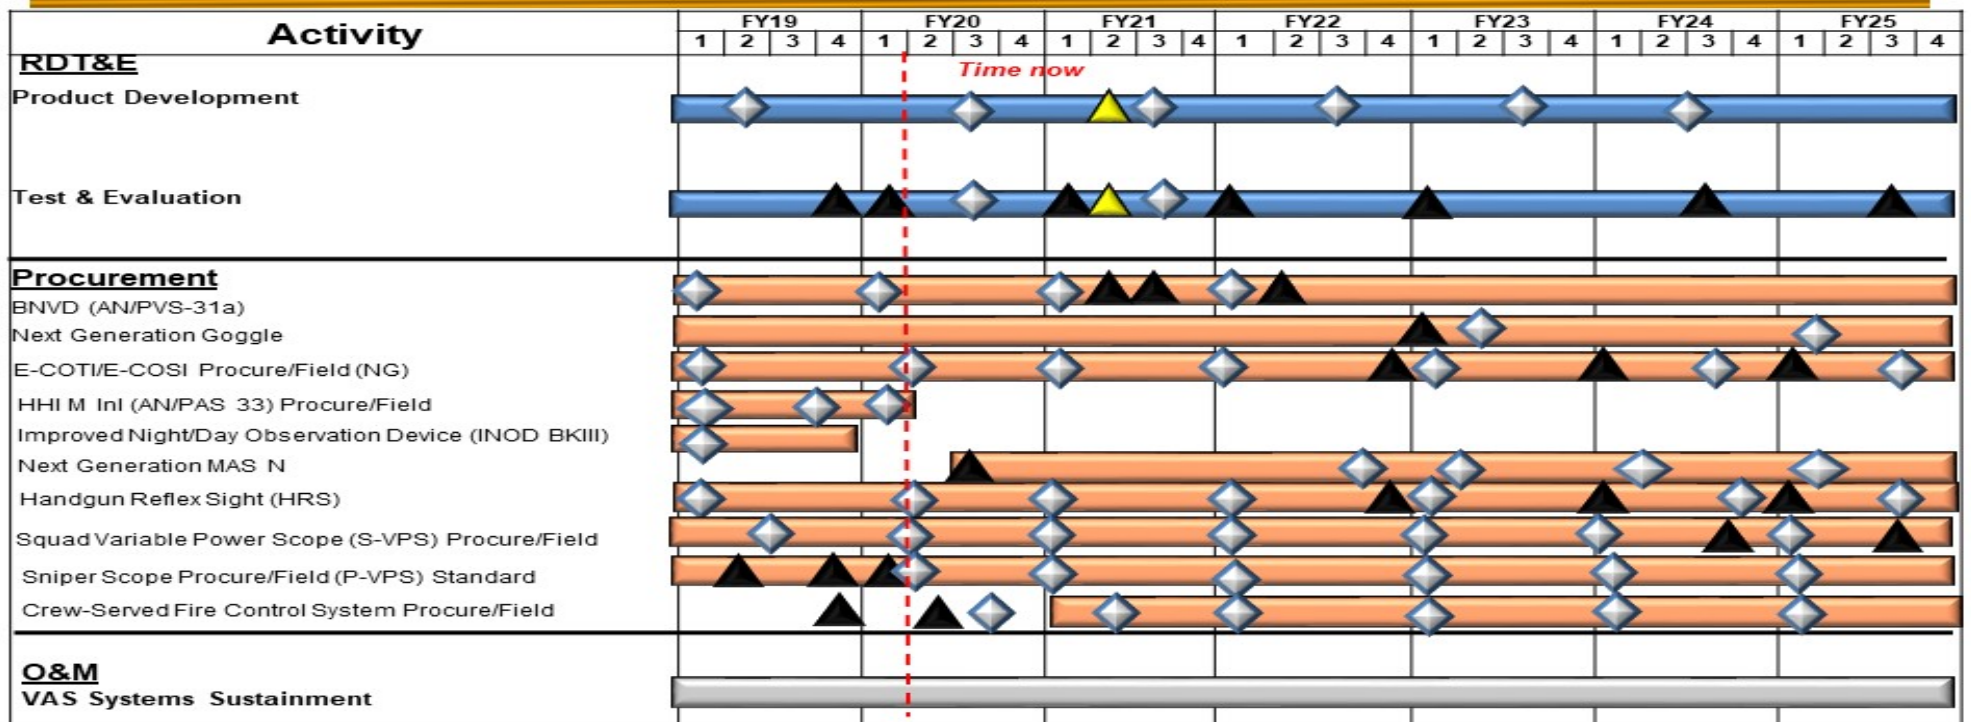 Activity
FY19 FY20 FY21 FY22 FY23 FY24 FY25
1 2 3 4 1 2 3 4 1 2 3 4 1 2 3 4 1 2 3 4 1 2 3 4 1 2 3 4
RDT&E
Time now
Product Development
Test & Evaluation
Procurement
BNVD (AN/PVS-31a)
Next Generation Goggle
E-COTI/E-COSI Procure/Field (NG)
HHI M InI (AN/PAS 33) Procure/Field
Improved Night/Day Observation Device (INOD BKIII)
Next Generation MAS N
Handgun Reflex Sight (HRS)
Squad Variable Power Scope (S-VPS) Procure/Field
Sniper Scope Procure/Field (P-VPS) Standard
Crew-Served Fire Control System Procure/Field
O&M
VAS Systems Sustainment